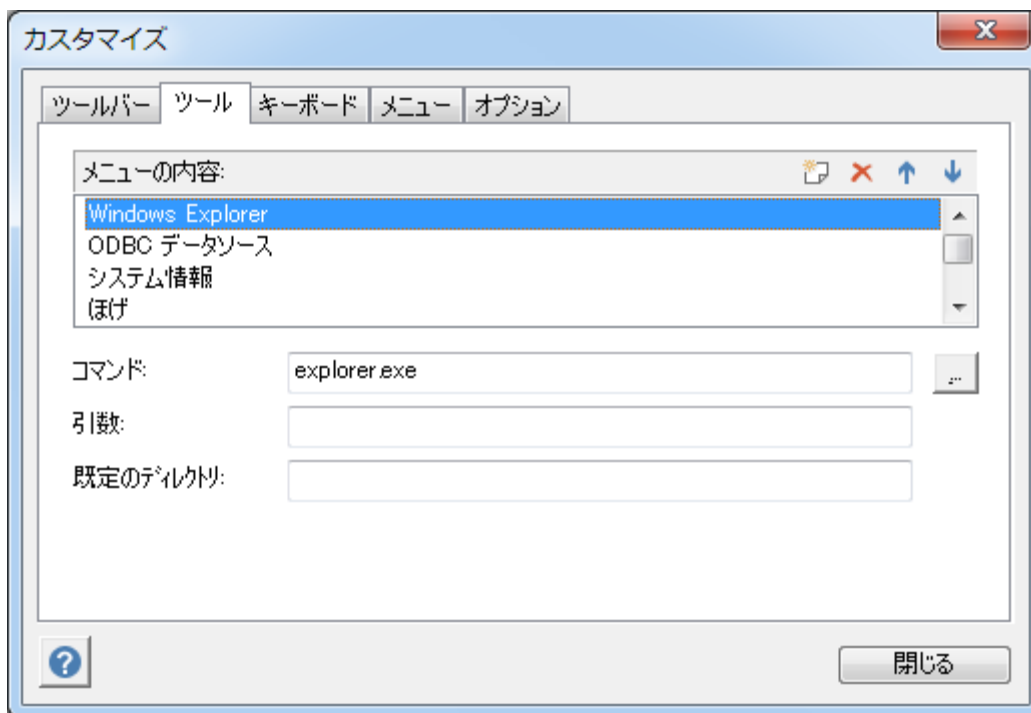 カスタマイズ
ツールバー ツール キーボード メニュー オプション
メニューの内容:
Windows Explorer
ODBC データソース
システム情報
ほげ
コマンド: explorer.exe ...
引数:
既定のディレクトリ:
? 閉じる